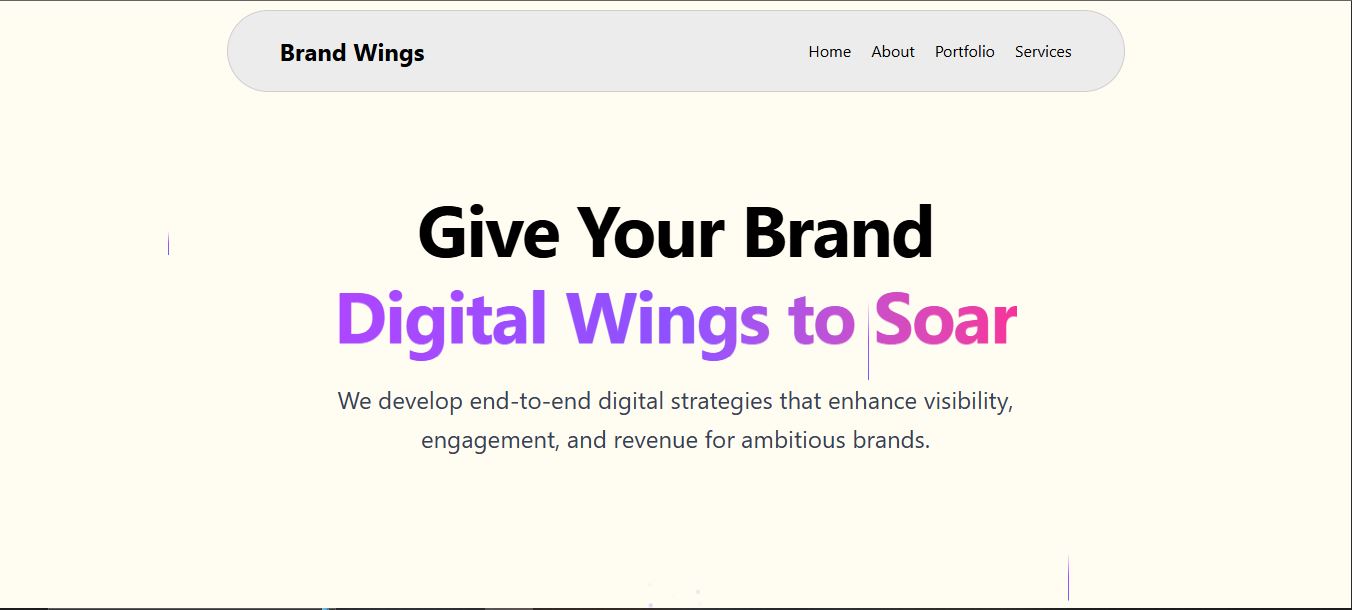 Brand Wings
Home About Portfolio Services
Give Your Brand
Digital Wings to Soar
We develop end-to-end digital strategies that enhance visibility,
engagement, and revenue for ambitious brands.